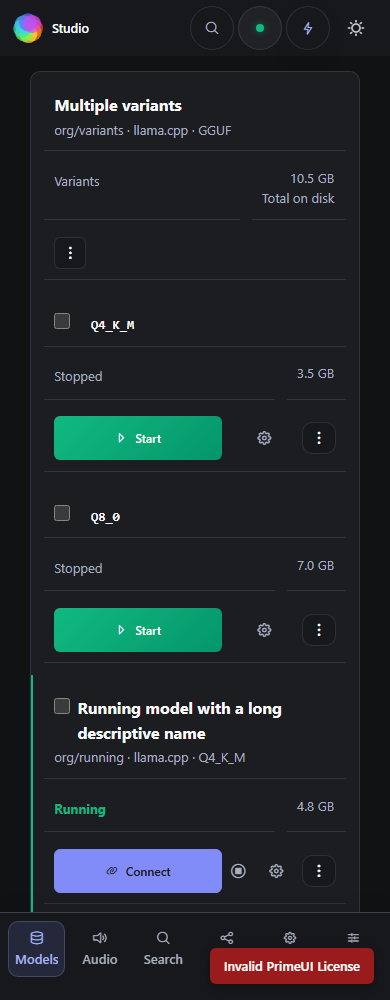 Studio
Multiple variants
org/variants · llama.cpp · GGUF
Variants
10.5 GB
Total on disk
Q4_K_M
Stopped
3.5 GB
Start
Q8_0
Stopped
7.0 GB
Start
Running model with a long
descriptive name
org/running · llama.cpp · Q4_K_M
Running
4.8 GB
Connect
Models
Audio
Search
Invalid PrimeUI License